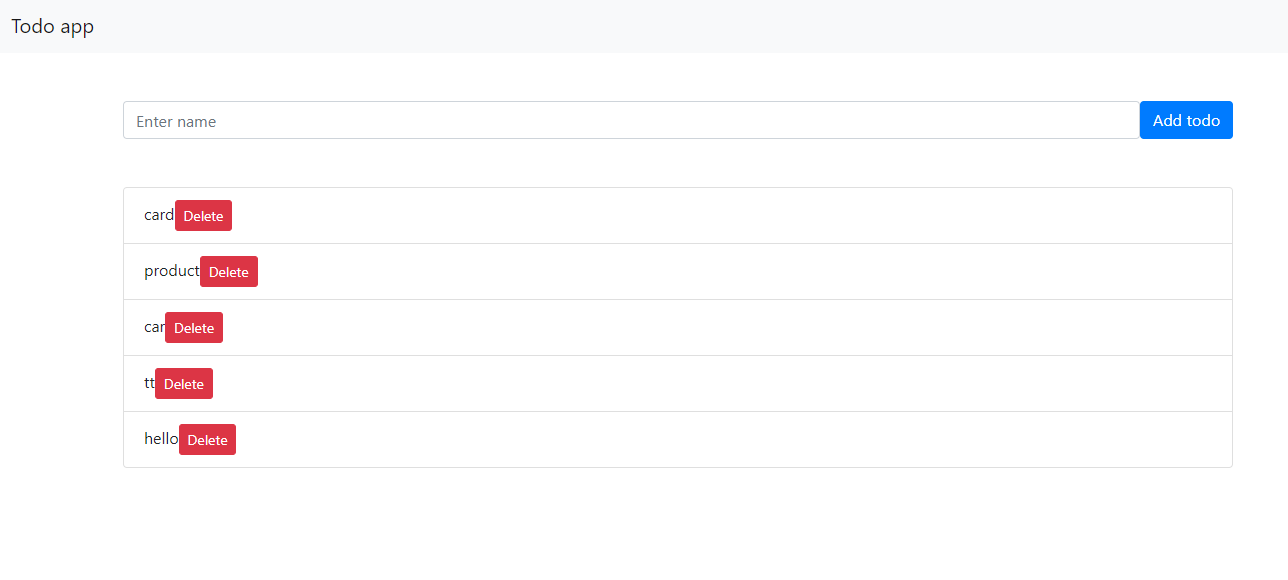 Todo app
Enter name Add todo
card Delete
product Delete
car Delete
tt Delete
hello Delete